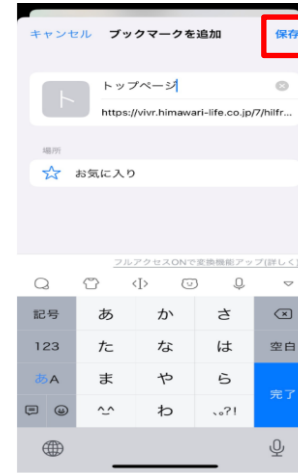 キャンセル ブックマークを追加 保存
ト トップページ
https://vivr.himawari-life.co.jp/7/hilfr...
場所
お気に入り
フルアクセスONで変換機能アップ(詳しく)
記号 あ か さ
123 た な は 空白
あA ま や ら
^_^ わ 、。?! 完了